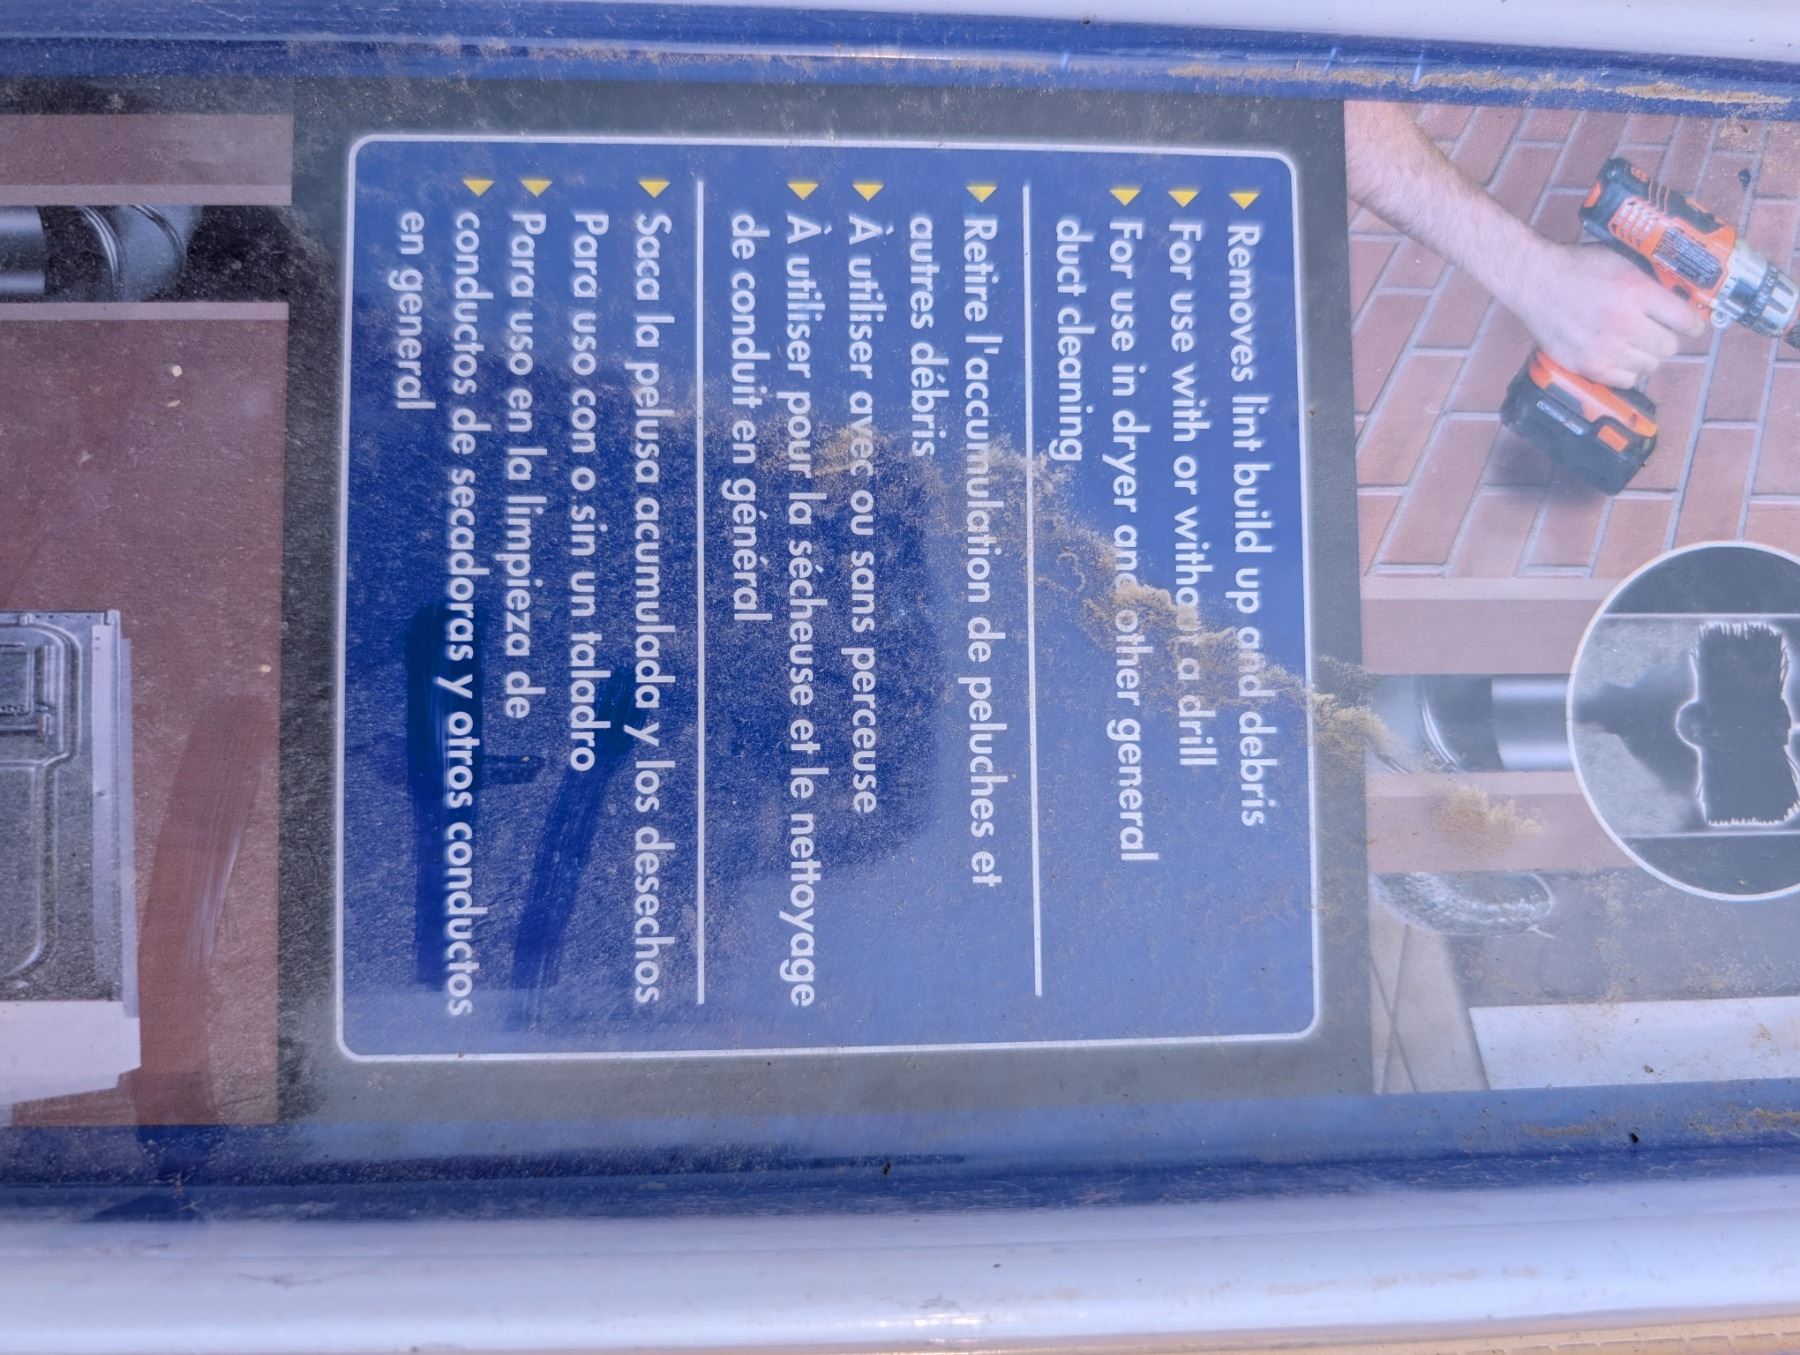 Removes lint build up and debris
For use with or without a drill
For use in dryer and other general
duct cleaning
Retire l'accumulation de peluches et
autres débris
À utiliser avec ou sans perceuse
À utiliser pour la sécheuse et le nettoyage
de conduit en général
Saca la pelusa acumulada y los desechos
Para uso con o sin un taladro
Para uso en la limpieza de
conductos de secadoras y otros conductos
en general